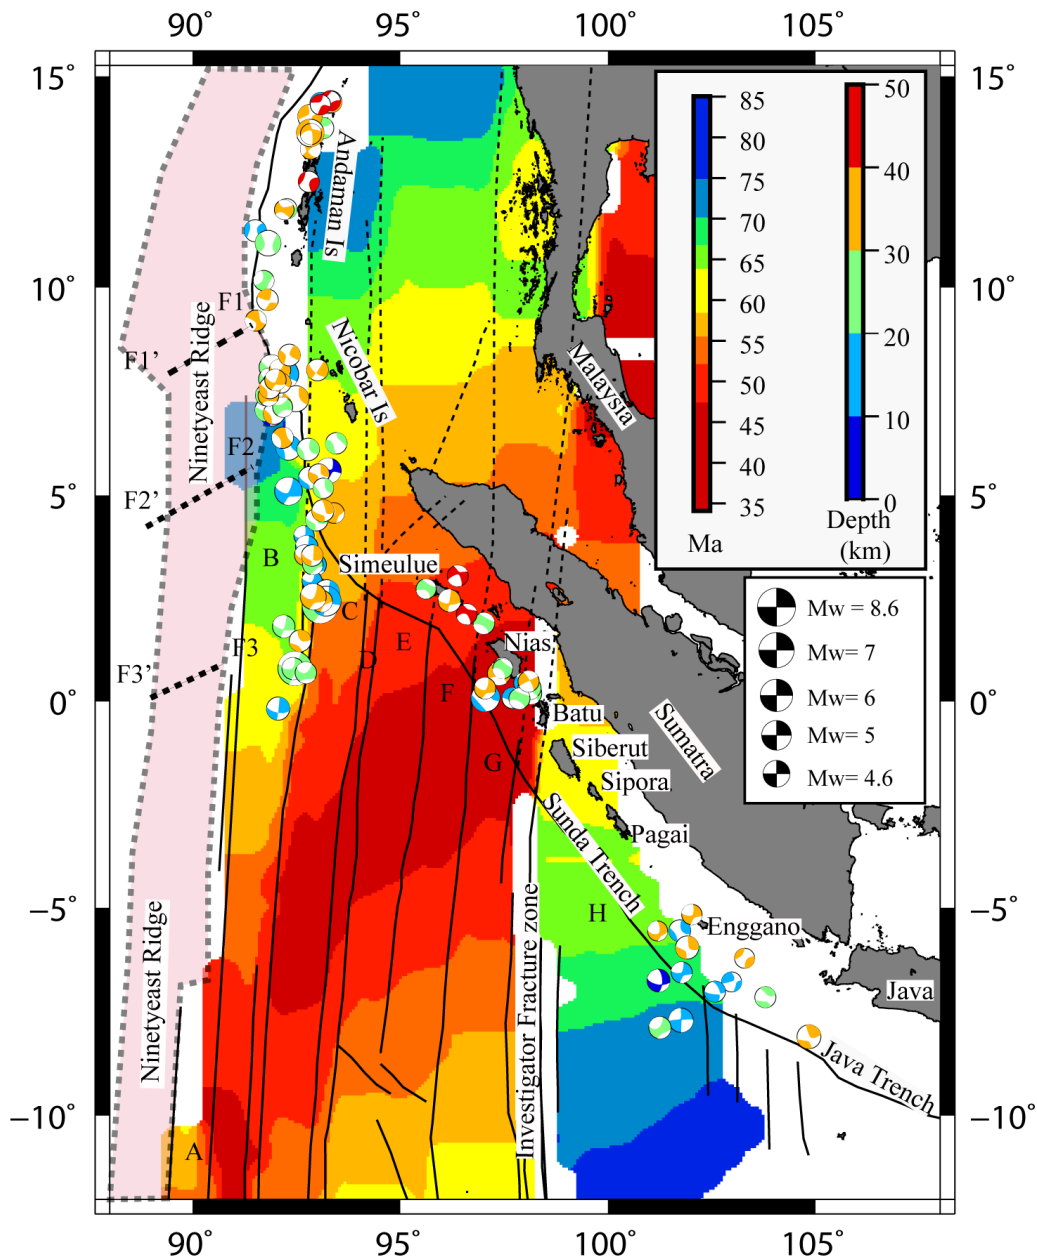 90° 95° 100° 105°
15° 15°
10° 10°
5° 5°
0° 0°
−5° −5°
−10° −10°
90° 95° 100° 105°
85
80
75
70
65
60
55
50
45
40
35
Ma
50
40
30
20
10
0
Depth
(km)
Mw = 8.6
Mw = 7
Mw = 6
Mw= 5
Mw= 4.6
Andaman Is
Nicobar Is
Ninetyeast Ridge
Malaysia
F1
F1’
F2
F2’
F3
F3’
B
Simeulue
C
D
E
F
G
Nias
Batu
Siberut
Sipora
Pagai
Sumatra
Sunda Trench
H
Enggano
Java
Java Trench
Investigator Fracture zone
Ninetyeast Ridge
A